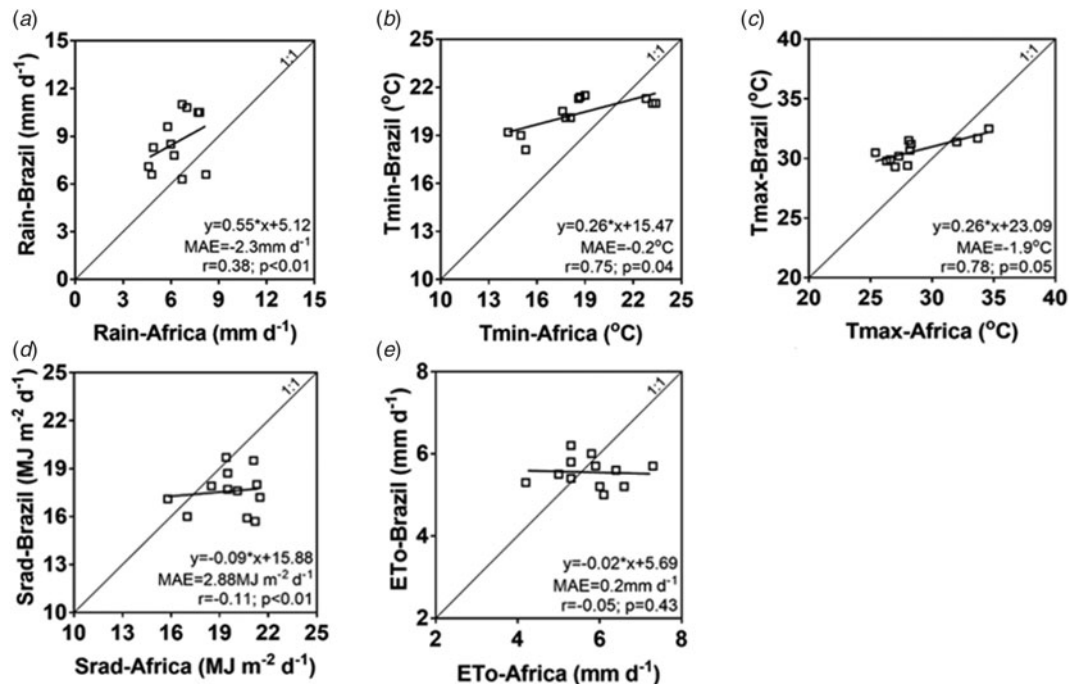 (a)
15
12
9
6
3
0
Rain-Brazil (mm d⁻¹)
1:1
y=0.55*x+5.12
MAE=-2.3mm d⁻¹
r=0.38; p<0.01
0 3 6 9 12 15
Rain-Africa (mm d⁻¹)
(b)
25
22
19
16
13
10
Tmin-Brazil (°C)
1:1
y=0.26*x+15.47
MAE=-0.2°C
r=0.75; p=0.04
10 13 16 19 22 25
Tmin-Africa (°C)
(c)
40
35
30
25
20
Tmax-Brazil (°C)
1:1
y=0.26*x+23.09
MAE=-1.9°C
r=0.78; p=0.05
20 25 30 35 40
Tmax-Africa (°C)
(d)
25
22
19
16
13
10
Srad-Brazil (MJ m⁻² d⁻¹)
1:1
y=-0.09*x+15.88
MAE=2.88MJ m⁻² d⁻¹
r=-0.11; p<0.01
10 13 16 19 22 25
Srad-Africa (MJ m⁻² d⁻¹)
(e)
8
6
4
2
ETo-Brazil (mm d⁻¹)
1:1
y=-0.02*x+5.69
MAE=0.2mm d⁻¹
r=-0.05; p=0.43
2 4 6 8
ETo-Africa (mm d⁻¹)